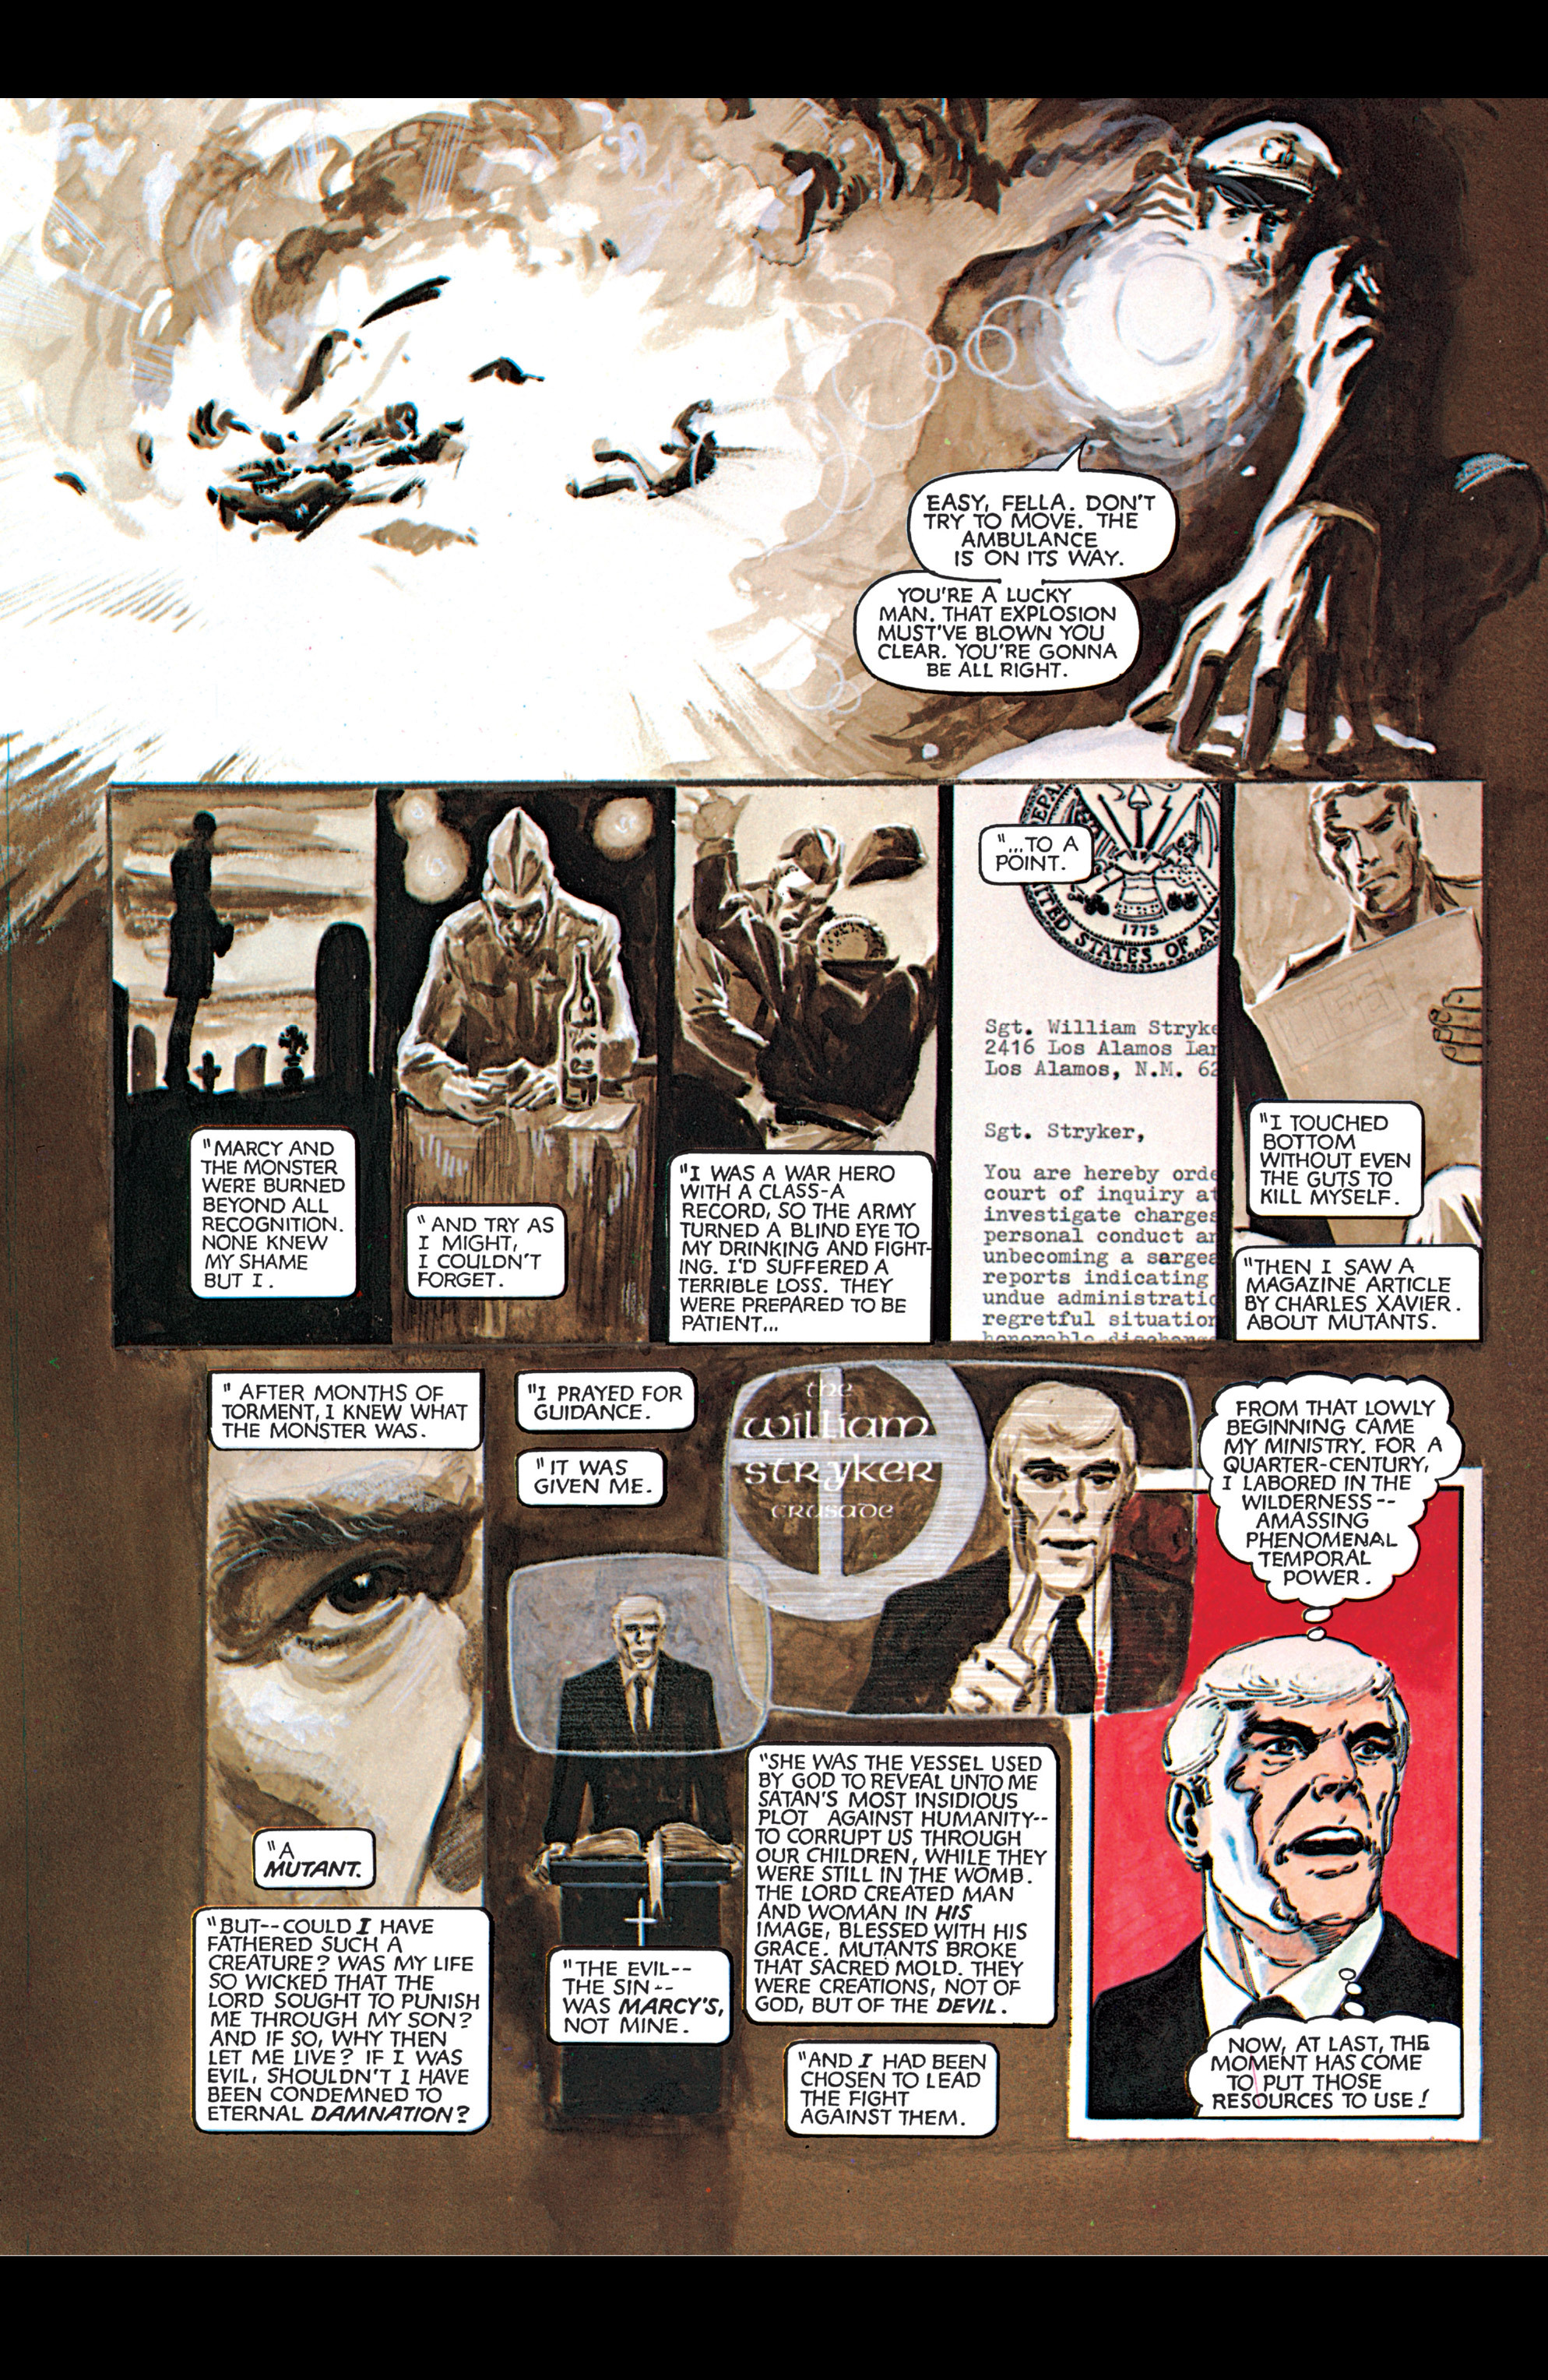 EASY, FELLA. DON'T
TRY TO MOVE. THE
AMBULANCE
IS ON ITS WAY.
YOU'RE A LUCKY
MAN. THAT EXPLOSION
MUST'VE BLOWN YOU
CLEAR. YOU'RE GONNA
BE ALL RIGHT.
"MARCY AND
THE MONSTER
WERE BURNED
BEYOND ALL
RECOGNITION.
NONE KNEW
MY SHAME
BUT I.
"AND TRY AS
I MIGHT,
I COULDN'T
FORGET.
"I WAS A WAR HERO
WITH A CLASS-A
RECORD, SO THE ARMY
TURNED A BLIND EYE TO
MY DRINKING AND FIGHT-
ING. I'D SUFFERED A
TERRIBLE LOSS. THEY
WERE PREPARED TO BE
PATIENT...
"...TO A
POINT.
1775
UNITED STATES OF AM
Sgt. William Stryke
2416 Los Alamos Lan
Los Alamos, N.M. 62
Sgt. Stryker,
You are hereby orde
court of inquiry at
investigate charges
personal conduct an
unbecoming a sargea
reports indicating
undue administratic
regretful situation
honorable discharge
"I TOUCHED
BOTTOM
WITHOUT EVEN
THE GUTS TO
KILL MYSELF.
"THEN I SAW A
MAGAZINE ARTICLE
BY CHARLES XAVIER.
ABOUT MUTANTS.
"AFTER MONTHS OF
TORMENT, I KNEW WHAT
THE MONSTER WAS.
"A
MUTANT.
"BUT-- COULD I HAVE
FATHERED SUCH A
CREATURE? WAS MY LIFE
SO WICKED THAT THE
LORD SOUGHT TO PUNISH
ME THROUGH MY SON?
AND IF SO, WHY THEN
LET ME LIVE? IF I WAS
EVIL, SHOULDN'T I HAVE
BEEN CONDEMNED TO
ETERNAL DAMNATION?
"I PRAYED FOR
GUIDANCE.
"IT WAS
GIVEN ME.
the
william
stryker
crusade
"THE EVIL--
THE SIN--
WAS MARCY'S,
NOT MINE.
"SHE WAS THE VESSEL USED
BY GOD TO REVEAL UNTO ME
SATAN'S MOST INSIDIOUS
PLOT AGAINST HUMANITY--
TO CORRUPT US THROUGH
OUR CHILDREN, WHILE THEY
WERE STILL IN THE WOMB.
THE LORD CREATED MAN
AND WOMAN IN HIS
IMAGE, BLESSED WITH HIS
GRACE. MUTANTS BROKE
THAT SACRED MOLD. THEY
WERE CREATIONS, NOT OF
GOD, BUT OF THE DEVIL.
"AND I HAD BEEN
CHOSEN TO LEAD
THE FIGHT
AGAINST THEM.
FROM THAT LOWLY
BEGINNING CAME
MY MINISTRY. FOR A
QUARTER-CENTURY,
I LABORED IN THE
WILDERNESS--
AMASSING
PHENOMENAL
TEMPORAL
POWER.
NOW, AT LAST, THE
MOMENT HAS COME
TO PUT THOSE
RESOURCES TO USE!